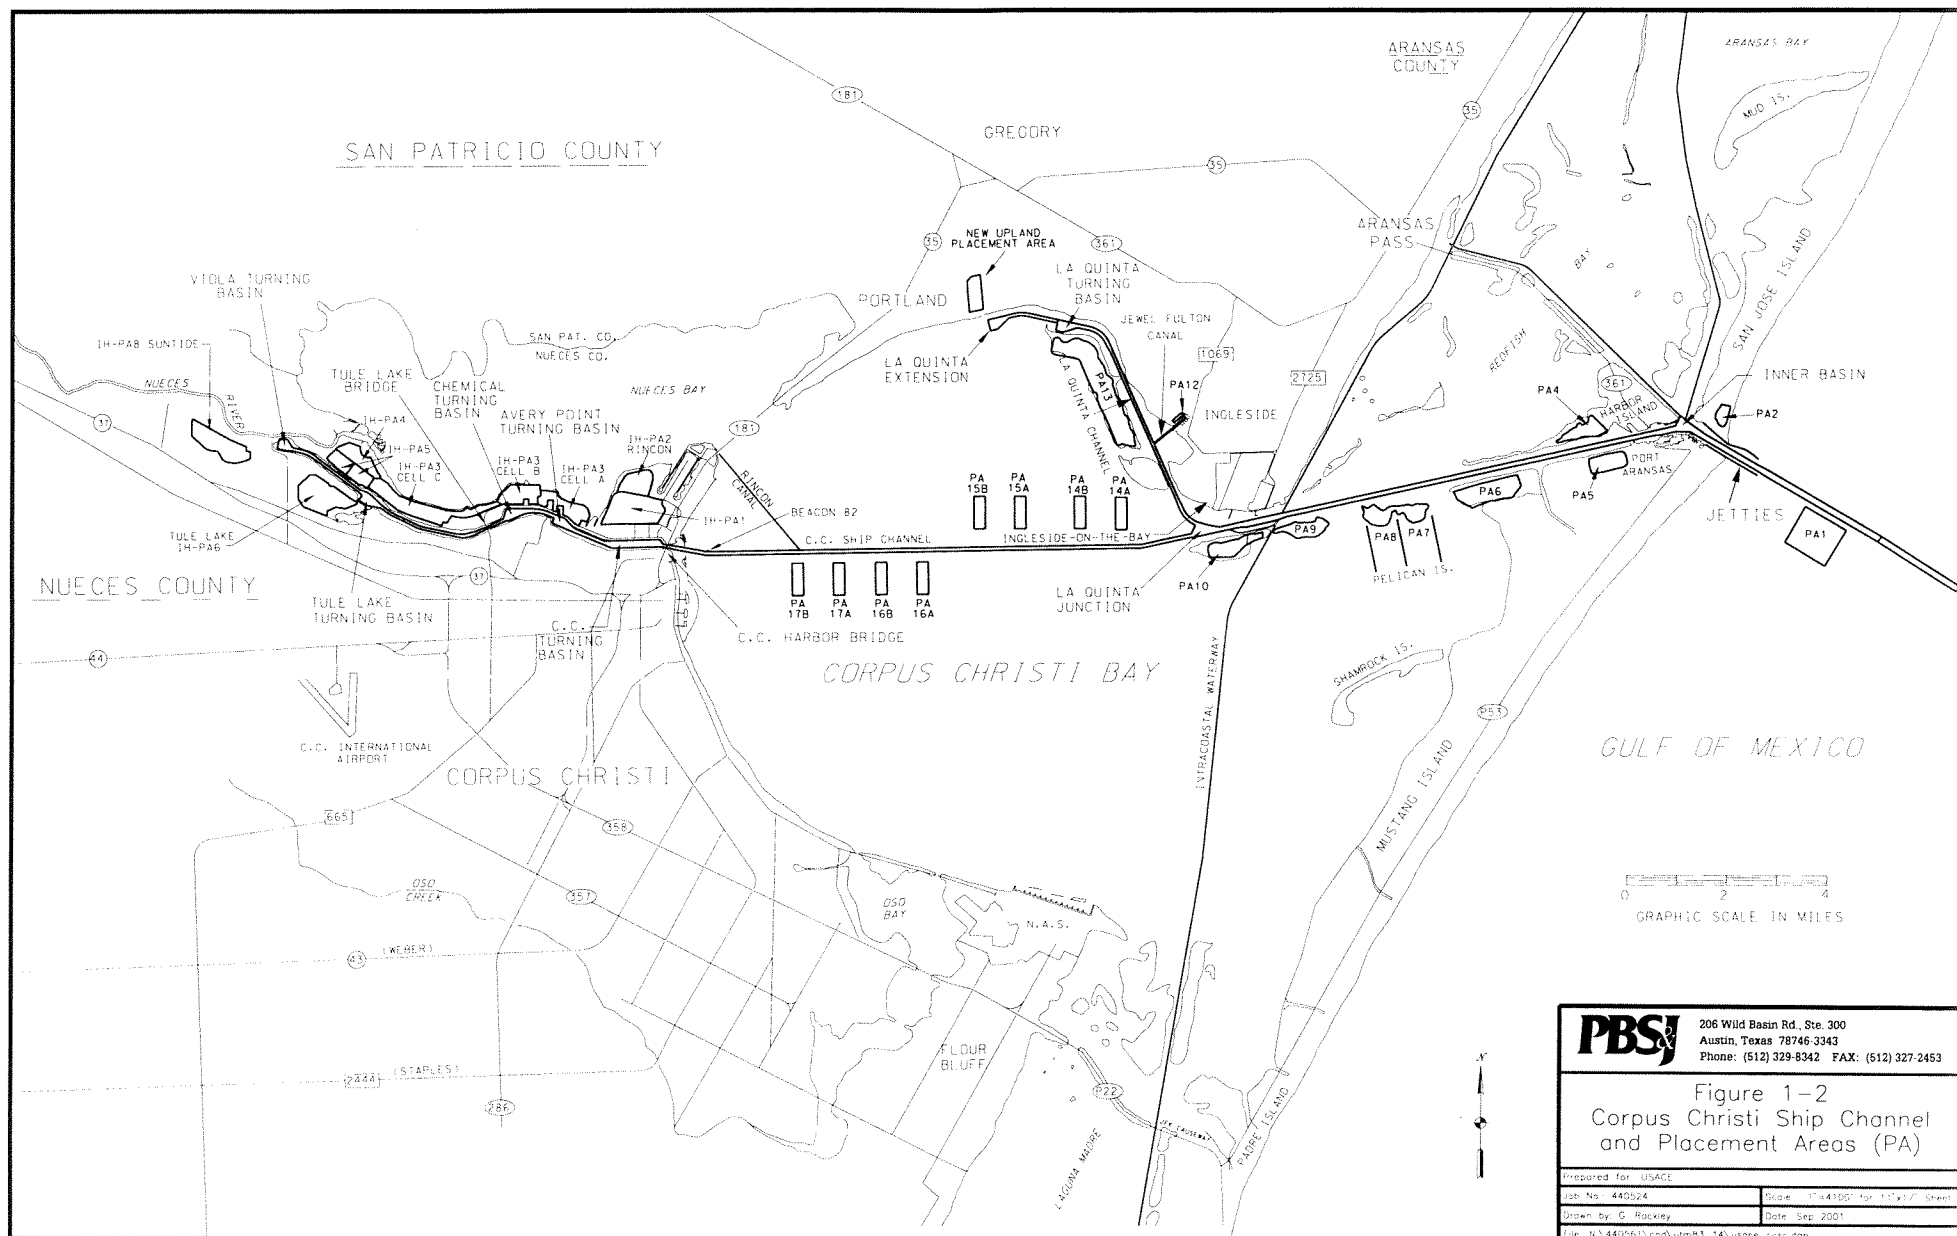 ARANSAS
COUNTY
ARANSAS BAY
MUD IS.
181
35
GREGORY
SAN PATRICIO COUNTY
35
ARANSAS
PASS
NEW UPLAND
PLACEMENT AREA
35
361
LA QUINTA
TURNING
BASIN
BAY
SAN JOSE ISLAND
VIOLA TURNING
BASIN
PORTLAND
JEWEL FULTON
CANAL
SAN PAT. CO.
NUECES CO.
IH-PA8 SUNTIDE
1069
REDFISH
LA QUINTA
EXTENSION
TULE LAKE
BRIDGE
NUECES
RIVER
CHEMICAL
TURNING
BASIN
NUECES BAY
PA13
LA QUINTA CHANNEL
PA12
2725
361
INNER BASIN
AVERY POINT
TURNING BASIN
INGLESIDE
PA4
HARBOR
ISLAND
PA2
37
IH-PA4
IH-PA5
IH-PA3
CELL C
181
IH-PA2
RINCON
IH-PA3
CELL B
IH-PA3
CELL A
RINCON
CANAL
PA
15B
PA
15A
PA
14B
PA
14A
PORT
ARANSAS
PA5
PA6
IH-PA1
BEACON 82
JETTIES
PA1
TULE LAKE
IH-PA6
C.C. SHIP CHANNEL
INGLESIDE-ON-THE-BAY
PA9
PA8
PA7
PELICAN IS.
PA10
NUECES COUNTY
37
LA QUINTA
JUNCTION
TULE LAKE
TURNING BASIN
PA
17B
PA
17A
PA
16B
PA
16A
C.C.
TURNING
BASIN
C.C. HARBOR BRIDGE
44
CORPUS CHRISTI BAY
SHAMROCK IS.
INTRACOASTAL WATERWAY
P53
C.C. INTERNATIONAL
AIRPORT
GULF OF MEXICO
CORPUS CHRISTI
MUSTANG ISLAND
665
358
OSO
CREEK
357
OSO
BAY
N.A.S.
0 2 4
GRAPHIC SCALE IN MILES
43
(WEBER)
FLOUR
BLUFF
2444
(STAPLES)
286
P22
JFK CAUSEWAY
PADRE ISLAND
LAGUNA MADRE
N
PBS&J
206 Wild Basin Rd., Ste. 300
Austin, Texas 78746-3343
Phone: (512) 329-8342 FAX: (512) 327-2453
Figure 1-2
Corpus Christi Ship Channel
and Placement Areas (PA)
Prepared for: USACE
Job No.: 440524
Scale: 1"=4106' for 11"x17" Sheet
Drawn by: G. Rackley
Date: Sep 2001